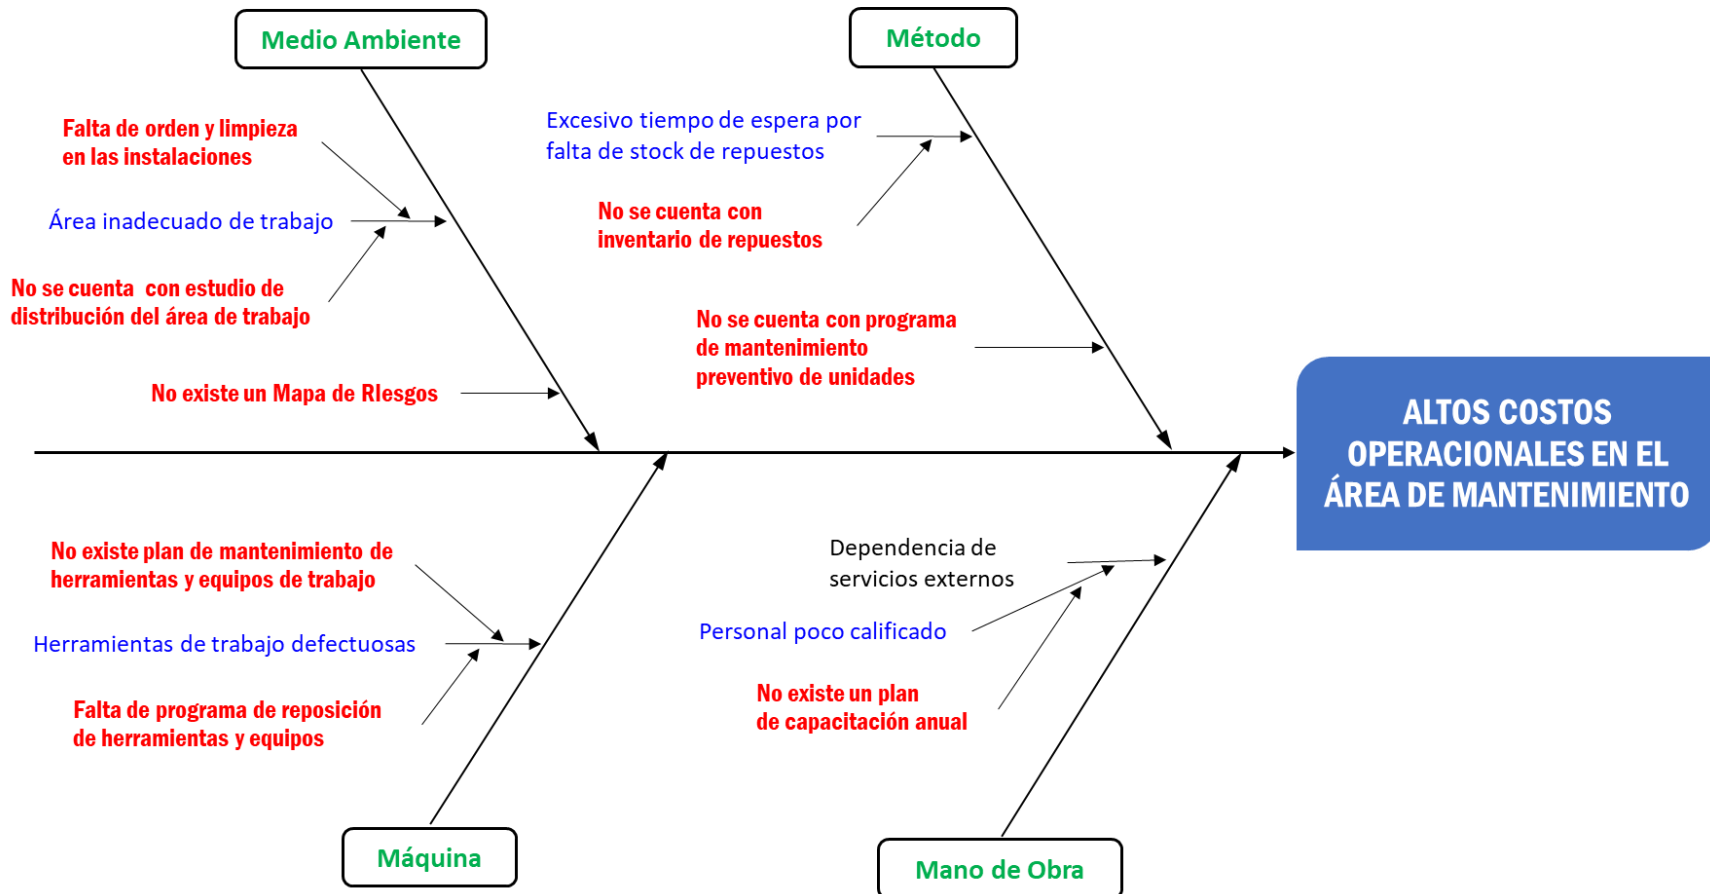 Medio Ambiente
Método
Falta de orden y limpieza
en las instalaciones
Área inadecuado de trabajo
No se cuenta con estudio de
distribución del área de trabajo
No existe un Mapa de RIesgos
Excesivo tiempo de espera por
falta de stock de repuestos
No se cuenta con
inventario de repuestos
No se cuenta con programa
de mantenimiento
preventivo de unidades
ALTOS COSTOS
OPERACIONALES EN EL
ÁREA DE MANTENIMIENTO
No existe plan de mantenimiento de
herramientas y equipos de trabajo
Herramientas de trabajo defectuosas
Falta de programa de reposición
de herramientas y equipos
Dependencia de
servicios externos
Personal poco calificado
No existe un plan
de capacitación anual
Máquina
Mano de Obra